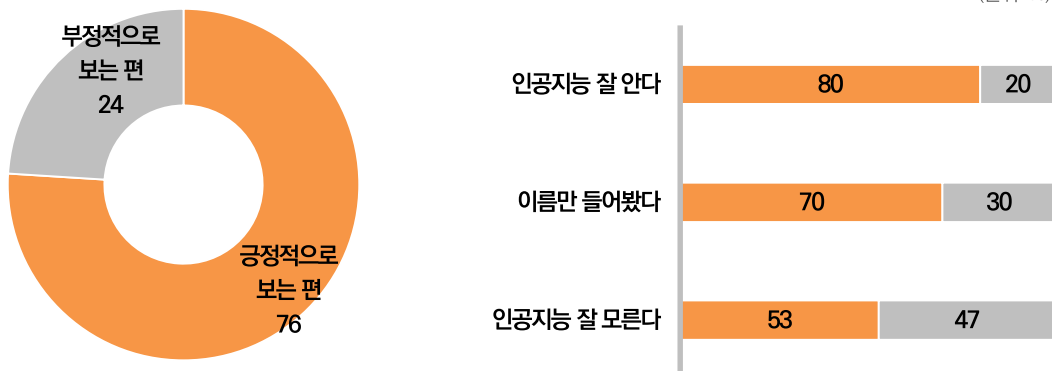 부정적으로
보는 편
24
긍정적으로
보는 편
76
인공지능 잘 안다
80
20
이름만 들어봤다
70
30
인공지능 잘 모른다
53
47